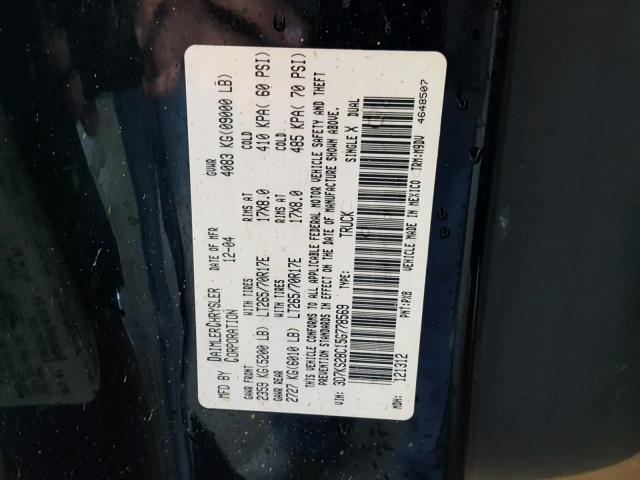 MFD BY DAIMLERCHRYSLER CORPORATION DATE OF MFR 12-04 GVWR 4083 KG(09000 LB)
GAWR FRONT WITH TIRES RIMS AT COLD
2359 KG(5200 LB) LT265/70R17E 17X8.0 410 KPA( 60 PSI)
GAWR REAR WITH TIRES RIMS AT COLD
2727 KG(6010 LB) LT265/70R17E 17X8.0 485 KPA( 70 PSI)
THIS VEHICLE CONFORMS TO ALL APPLICABLE FEDERAL MOTOR VEHICLE SAFETY AND THEFT
PREVENTION STANDARDS IN EFFECT ON THE DATE OF MANUFACTURE SHOWN ABOVE.
VIN: 3D7KS28C15G778569 TYPE: TRUCK SINGLE X DUAL
MDH: 121312 PNT:PXB VEHICLE MADE IN MEXICO TRM:M9DV 4648507